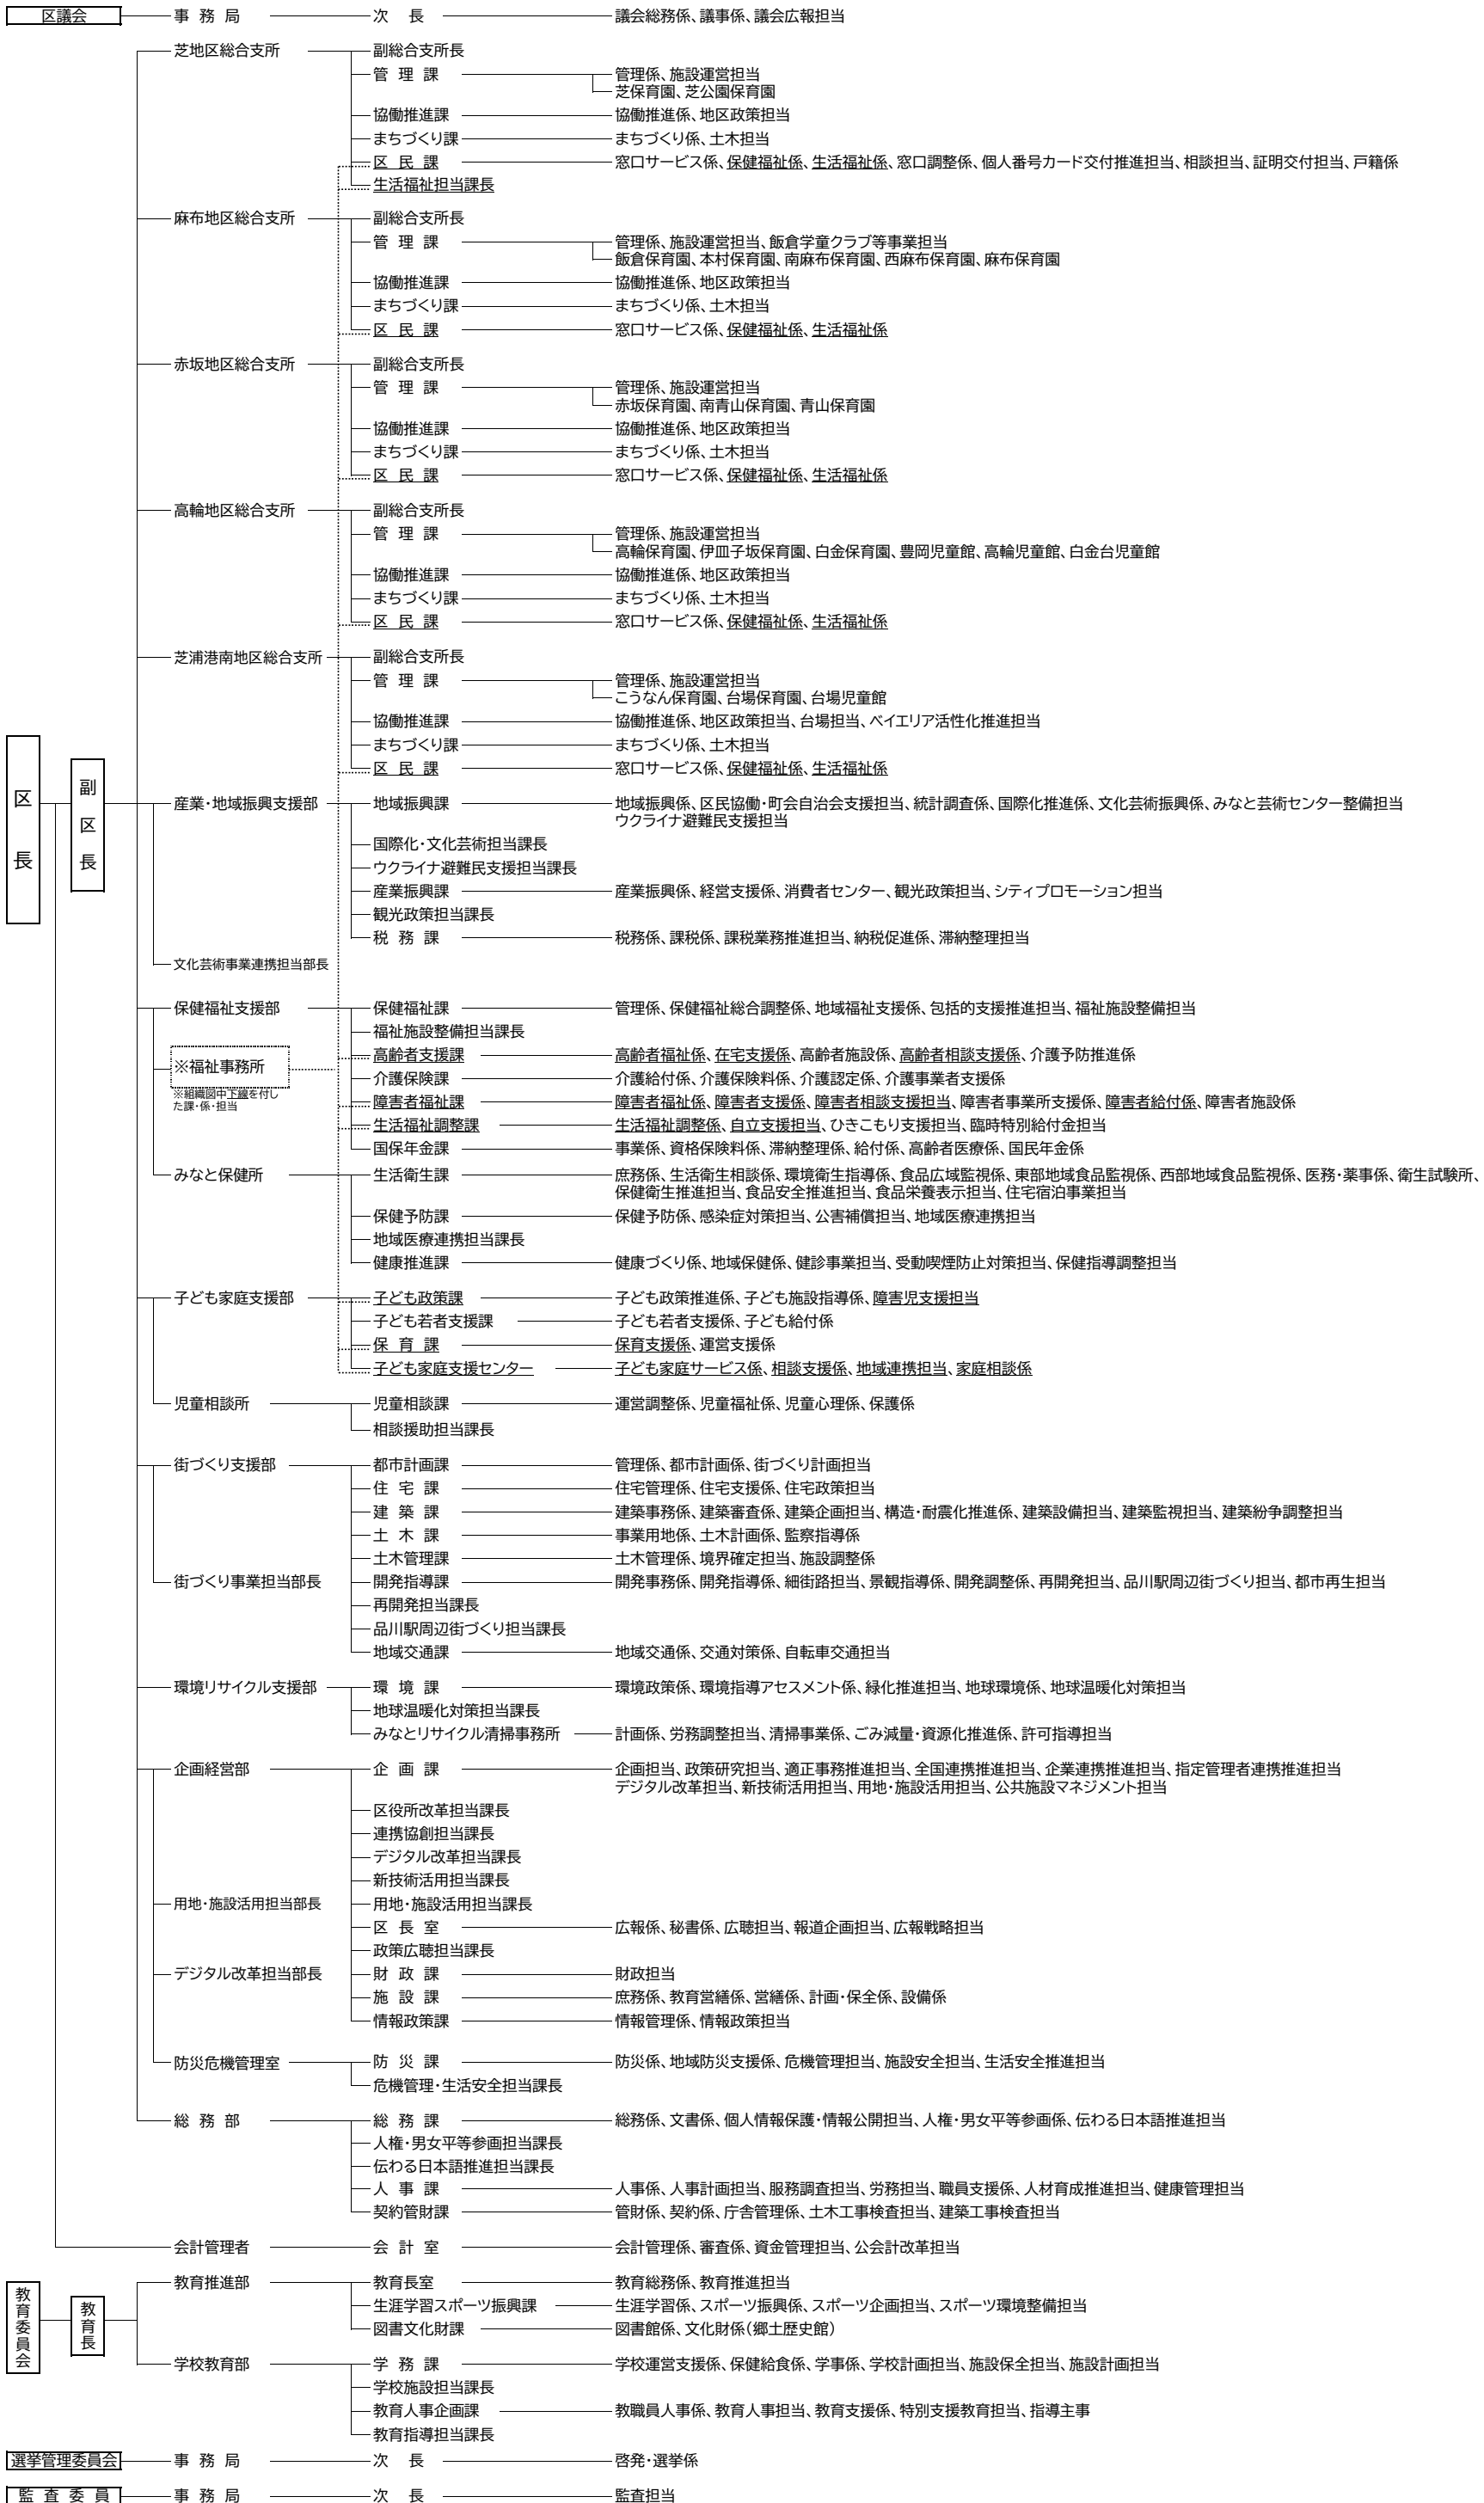 区議会 事務局 次長 議会総務係、議事係、議会広報担当
芝地区総合支所 副総合支所長
管理課 管理係、施設運営担当
芝保育園、芝公園保育園
協働推進課 協働推進係、地区政策担当
まちづくり課 まちづくり係、土木担当
区民課 窓口サービス係、保健福祉係、生活福祉係、窓口調整係、個人番号カード交付推進担当、相談担当、証明交付担当、戸籍係
生活福祉担当課長
麻布地区総合支所 副総合支所長
管理課 管理係、施設運営担当、飯倉学童クラブ等事業担当
飯倉保育園、本村保育園、南麻布保育園、西麻布保育園、麻布保育園
協働推進課 協働推進係、地区政策担当
まちづくり課 まちづくり係、土木担当
区民課 窓口サービス係、保健福祉係、生活福祉係
赤坂地区総合支所 副総合支所長
管理課 管理係、施設運営担当
赤坂保育園、南青山保育園、青山保育園
協働推進課 協働推進係、地区政策担当
まちづくり課 まちづくり係、土木担当
区民課 窓口サービス係、保健福祉係、生活福祉係
高輪地区総合支所 副総合支所長
管理課 管理係、施設運営担当
高輪保育園、伊皿子坂保育園、白金保育園、豊岡児童館、高輪児童館、白金台児童館
協働推進課 協働推進係、地区政策担当
まちづくり課 まちづくり係、土木担当
区民課 窓口サービス係、保健福祉係、生活福祉係
芝浦港南地区総合支所 副総合支所長
管理課 管理係、施設運営担当
こうなん保育園、台場保育園、台場児童館
協働推進課 協働推進係、地区政策担当、台場担当、ベイエリア活性化推進担当
まちづくり課 まちづくり係、土木担当
区民課 窓口サービス係、保健福祉係、生活福祉係
区長 副区長 産業・地域振興支援部 地域振興課 地域振興係、区民協働・町会自治会支援担当、統計調査係、国際化推進係、文化芸術振興係、みなと芸術センター整備担当
ウクライナ避難民支援担当
国際化・文化芸術担当課長
ウクライナ避難民支援担当課長
産業振興課 産業振興係、経営支援係、消費者センター、観光政策担当、シティプロモーション担当
観光政策担当課長
税務課 税務係、課税係、課税業務推進担当、納税促進係、滞納整理担当
文化芸術事業連携担当部長
保健福祉支援部 保健福祉課 管理係、保健福祉総合調整係、地域福祉支援係、包括的支援推進担当、福祉施設整備担当
福祉施設整備担当課長
高齢者支援課 高齢者福祉係、在宅支援係、高齢者施設係、高齢者相談支援係、介護予防推進係
※福祉事務所
介護保険課 介護給付係、介護保険料係、介護認定係、介護事業者支援係
※組織図中下線を付し
た課・係・担当
障害者福祉課 障害者福祉係、障害者支援係、障害者相談支援担当、障害者事業所支援係、障害者給付係、障害者施設係
生活福祉調整課 生活福祉調整係、自立支援担当、ひきこもり支援担当、臨時特別給付金担当
国保年金課 事業係、資格保険料係、滞納整理係、給付係、高齢者医療係、国民年金係
みなと保健所 生活衛生課 庶務係、生活衛生相談係、環境衛生指導係、食品広域監視係、東部地域食品監視係、西部地域食品監視係、医務・薬事係、衛生試験所、
保健衛生推進担当、食品安全推進担当、食品栄養表示担当、住宅宿泊事業担当
保健予防課 保健予防係、感染症対策担当、公害補償担当、地域医療連携担当
地域医療連携担当課長
健康推進課 健康づくり係、地域保健係、健診事業担当、受動喫煙防止対策担当、保健指導調整担当
子ども家庭支援部 子ども政策課 子ども政策推進係、子ども施設指導係、障害児支援担当
子ども若者支援課 子ども若者支援係、子ども給付係
保育課 保育支援係、運営支援係
子ども家庭支援センター 子ども家庭サービス係、相談支援係、地域連携担当、家庭相談係
児童相談所 児童相談課 運営調整係、児童福祉係、児童心理係、保護係
相談援助担当課長
街づくり支援部 都市計画課 管理係、都市計画係、街づくり計画担当
住宅課 住宅管理係、住宅支援係、住宅政策担当
建築課 建築事務係、建築審査係、建築企画担当、構造・耐震化推進係、建築設備担当、建築監視担当、建築紛争調整担当
土木課 事業用地係、土木計画係、監察指導係
土木管理課 土木管理係、境界確定担当、施設調整係
街づくり事業担当部長 開発指導課 開発事務係、開発指導係、細街路担当、景観指導係、開発調整係、再開発担当、品川駅周辺街づくり担当、都市再生担当
再開発担当課長
品川駅周辺街づくり担当課長
地域交通課 地域交通係、交通対策係、自転車交通担当
環境リサイクル支援部 環境課 環境政策係、環境指導アセスメント係、緑化推進担当、地球環境係、地球温暖化対策担当
地球温暖化対策担当課長
みなとリサイクル清掃事務所 計画係、労務調整担当、清掃事業係、ごみ減量・資源化推進係、許可指導担当
企画経営部 企画課 企画担当、政策研究担当、適正事務推進担当、全国連携推進担当、企業連携推進担当、指定管理者連携推進担当
デジタル改革担当、新技術活用担当、用地・施設活用担当、公共施設マネジメント担当
区役所改革担当課長
連携協創担当課長
デジタル改革担当課長
新技術活用担当課長
用地・施設活用担当部長 用地・施設活用担当課長
区長室 広報係、秘書係、広聴担当、報道企画担当、広報戦略担当
政策広聴担当課長
デジタル改革担当部長 財政課 財政担当
施設課 庶務係、教育営繕係、営繕係、計画・保全係、設備係
情報政策課 情報管理係、情報政策担当
防災危機管理室 防災課 防災係、地域防災支援係、危機管理担当、施設安全担当、生活安全推進担当
危機管理・生活安全担当課長
総務部 総務課 総務係、文書係、個人情報保護・情報公開担当、人権・男女平等参画係、伝わる日本語推進担当
人権・男女平等参画担当課長
伝わる日本語推進担当課長
人事課 人事係、人事計画担当、服務調査担当、労務担当、職員支援係、人材育成推進担当、健康管理担当
契約管財課 管財係、契約係、庁舎管理係、土木工事検査担当、建築工事検査担当
会計管理者 会計室 会計管理係、審査係、資金管理担当、公会計改革担当
教育委員会 教育長 教育推進部 教育長室 教育総務係、教育推進担当
生涯学習スポーツ振興課 生涯学習係、スポーツ振興係、スポーツ企画担当、スポーツ環境整備担当
図書文化財課 図書館係、文化財係(郷土歴史館)
学校教育部 学務課 学校運営支援係、保健給食係、学事係、学校計画担当、施設保全担当、施設計画担当
学校施設担当課長
教育人事企画課 教職員人事係、教育人事担当、教育支援係、特別支援教育担当、指導主事
教育指導担当課長
選挙管理委員会 事務局 次長 啓発・選挙係
監査委員 事務局 次長 監査担当